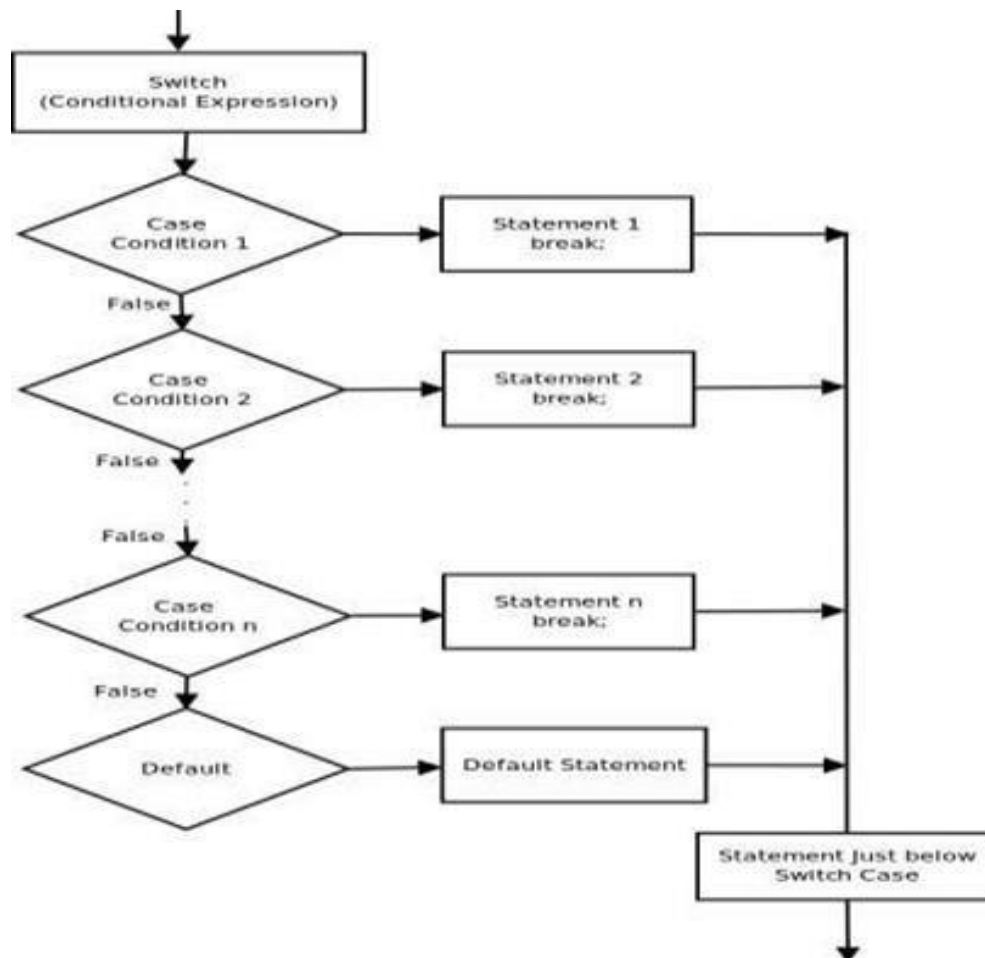 Switch
(Conditional Expression)
Case
Condition 1
Statement 1
break;
False
Case
Condition 2
Statement 2
break;
False
False
Case
Condition n
Statement n
break;
False
Default
Default Statement
Statement Just below
Switch Case